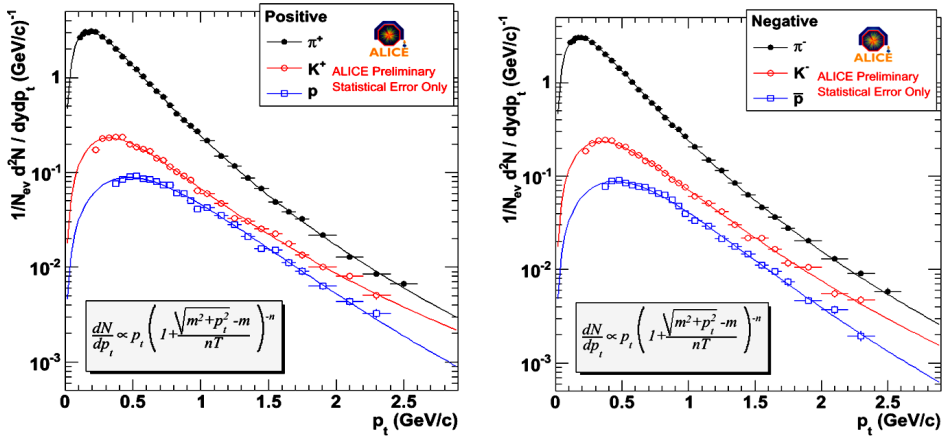 Positive
π+
K+
p
ALICE
ALICE Preliminary
Statistical Error Only
1/Nev d²N / dydpt (GeV/c)-1
1
10-1
10-2
10-3
dN/dpt ∝ pt (1+ (√(m²+pt²) -m)/nT)-n
0 0.5 1 1.5 2 2.5
pt (GeV/c)
Negative
π-
K-
p̅
ALICE
ALICE Preliminary
Statistical Error Only
1/Nev d²N / dydpt (GeV/c)-1
1
10-1
10-2
10-3
dN/dpt ∝ pt (1+ (√(m²+pt²) -m)/nT)-n
0 0.5 1 1.5 2 2.5
pt (GeV/c)